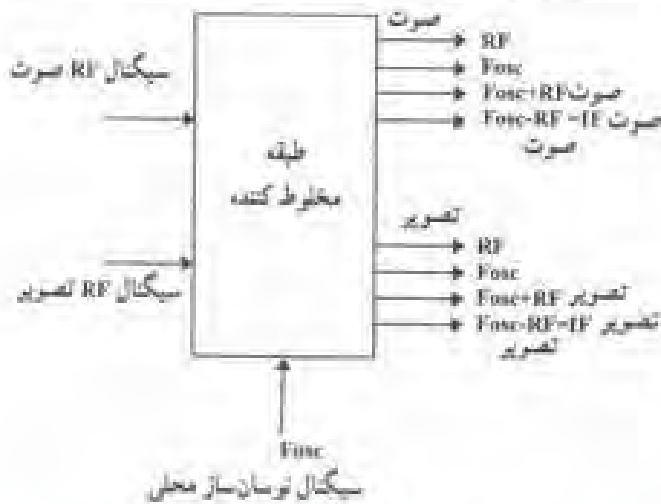 صوت
RF
Fosc
Fosc+RF صوت
Fosc-RF=IF صوت
صوت
سیگنال RF صوت
طبقه
مخلوط کننده
تصویر
RF
Fosc
Fosc+RF تصویر
Fosc-RF=IF تصویر
تصویر
سیگنال RF تصویر
Fosc
سیگنال نوسان‌ساز محلی